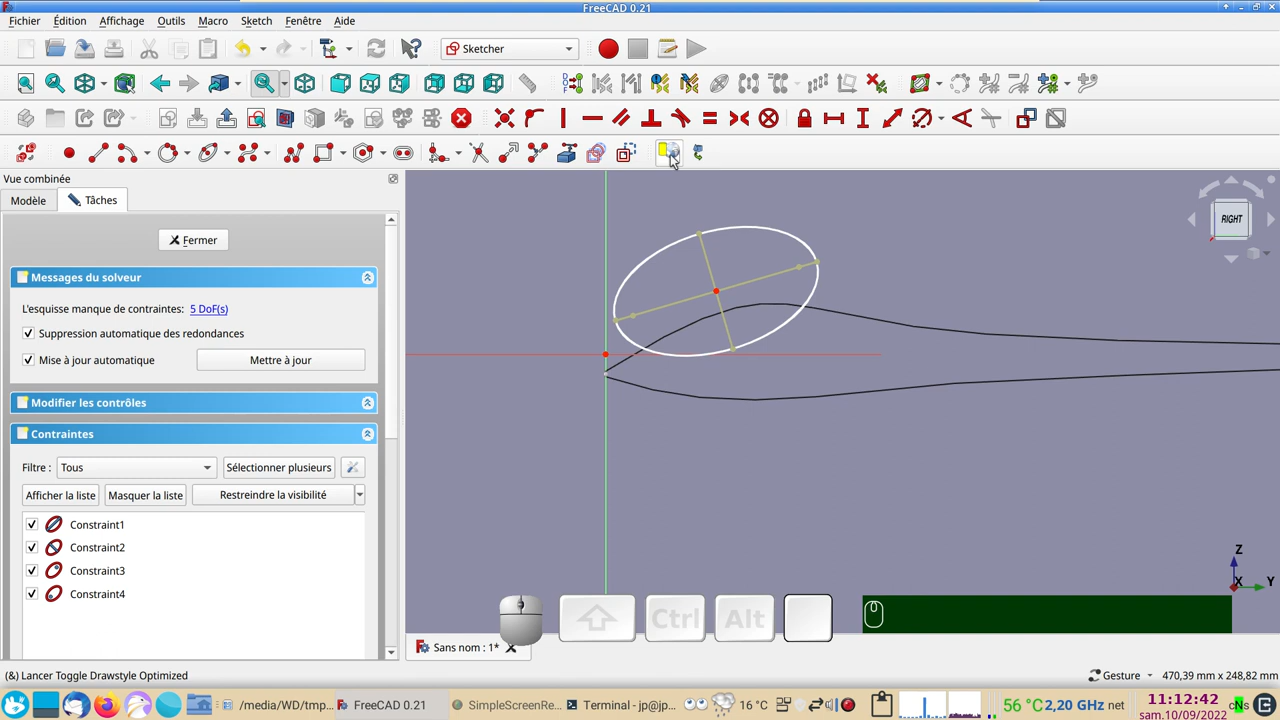 FreeCAD 0.21
Fichier Édition Affichage Outils Macro Sketch Fenêtre Aide
Sketcher
Vue combinée
Modèle Tâches
Fermer
Messages du solveur
L'esquisse manque de contraintes: 5 DoF(s)
Suppression automatique des redondances
Mise à jour automatique Mettre à jour
Modifier les contrôles
Contraintes
Filtre : Tous Sélectionner plusieurs
Afficher la liste Masquer la liste Restreindre la visibilité
Constraint1
Constraint2
Constraint3
Constraint4
RIGHT
Z
X Y
Ctrl Alt
Sans nom : 1*
(&) Lancer Toggle Drawstyle Optimized Gesture 470,39 mm x 248,82 mm
/media/WD/tmp... FreeCAD 0.21 SimpleScreenRe... Terminal - jp@jp... 16 °C 56 °C 2,20 GHz net 11:12:42
sam.10/09/2022